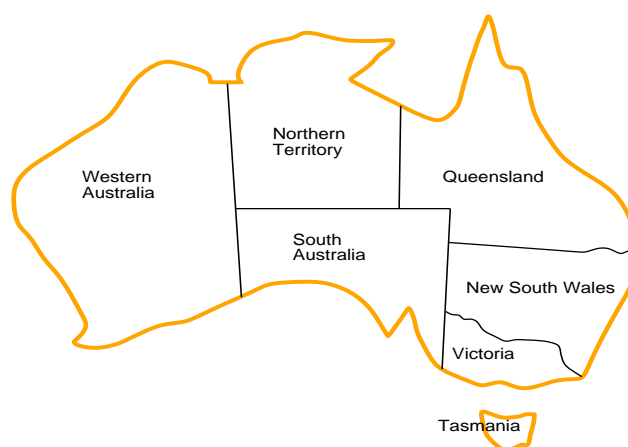 Northern
Territory
Western
Australia
Queensland
South
Australia
New South Wales
Victoria
Tasmania